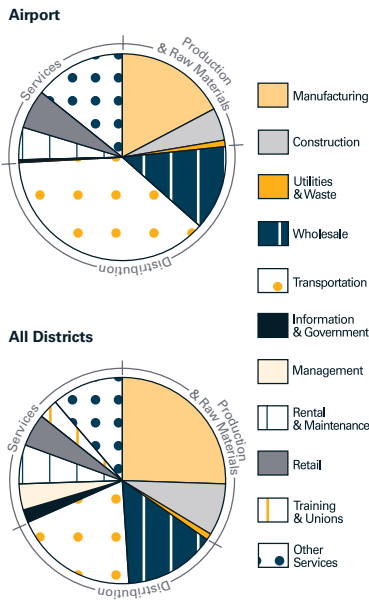 Airport
Production
& Raw Materials
Services
Distribution
Manufacturing
Construction
Utilities
& Waste
Wholesale
Transportation
Information
& Government
Management
Rental
& Maintenance
Retail
Training
& Unions
Other
Services
All Districts
Production
& Raw Materials
Services
Distribution